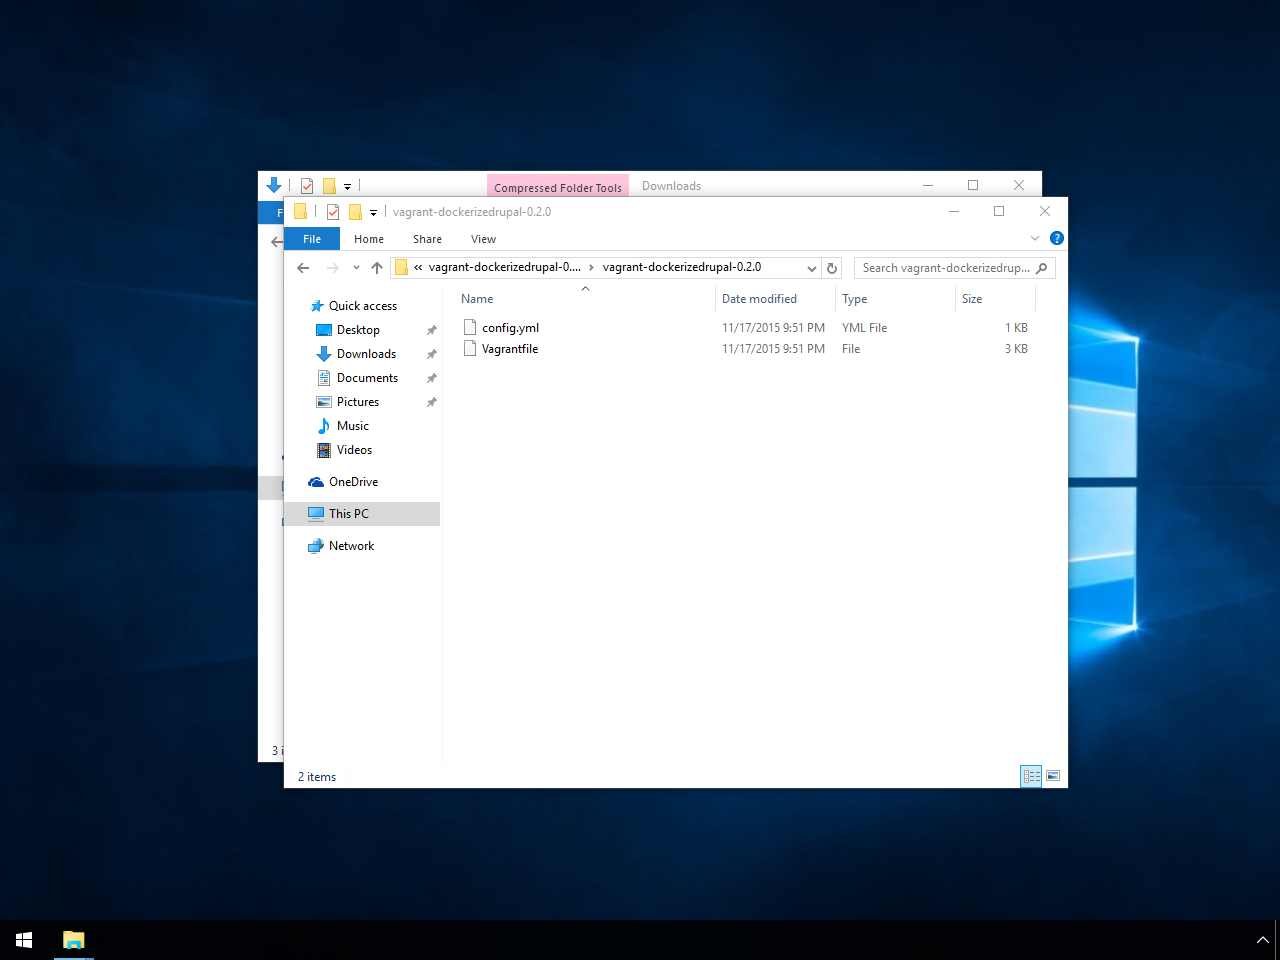 Compressed Folder Tools Downloads
vagrant-dockerizedrupal-0.2.0
File Home Share View
« vagrant-dockerizedrupal-0.... › vagrant-dockerizedrupal-0.2.0 Search vagrant-dockerizedrup...
Name Date modified Type Size
Quick access
Desktop
Downloads
Documents
Pictures
Music
Videos
OneDrive
This PC
Network
config.yml 11/17/2015 9:51 PM YML File 1 KB
Vagrantfile 11/17/2015 9:51 PM File 3 KB
2 items